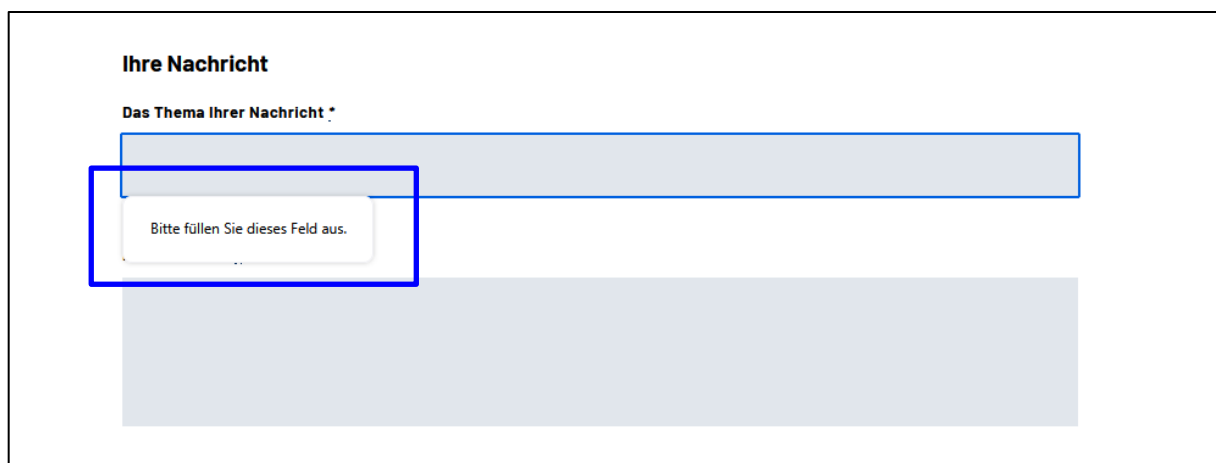 Ihre Nachricht
Das Thema Ihrer Nachricht *
Bitte füllen Sie dieses Feld aus.